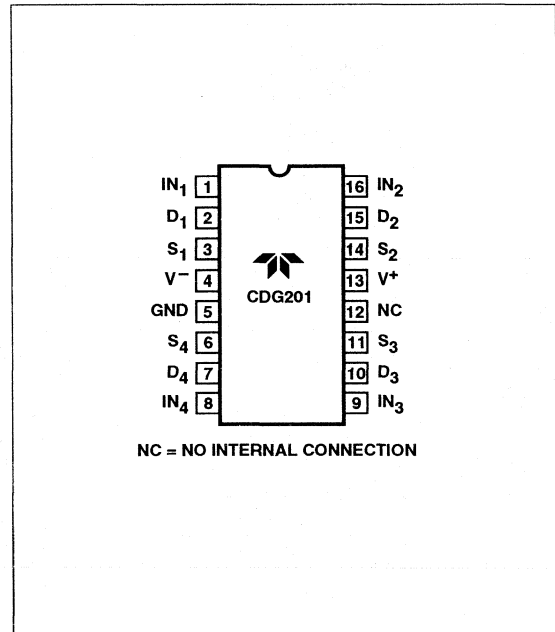 IN1 1 16 IN2
D1 2 15 D2
S1 3 14 S2
V− 4 13 V+
CDG201
GND 5 12 NC
S4 6 11 S3
D4 7 10 D3
IN4 8 9 IN3
NC = NO INTERNAL CONNECTION